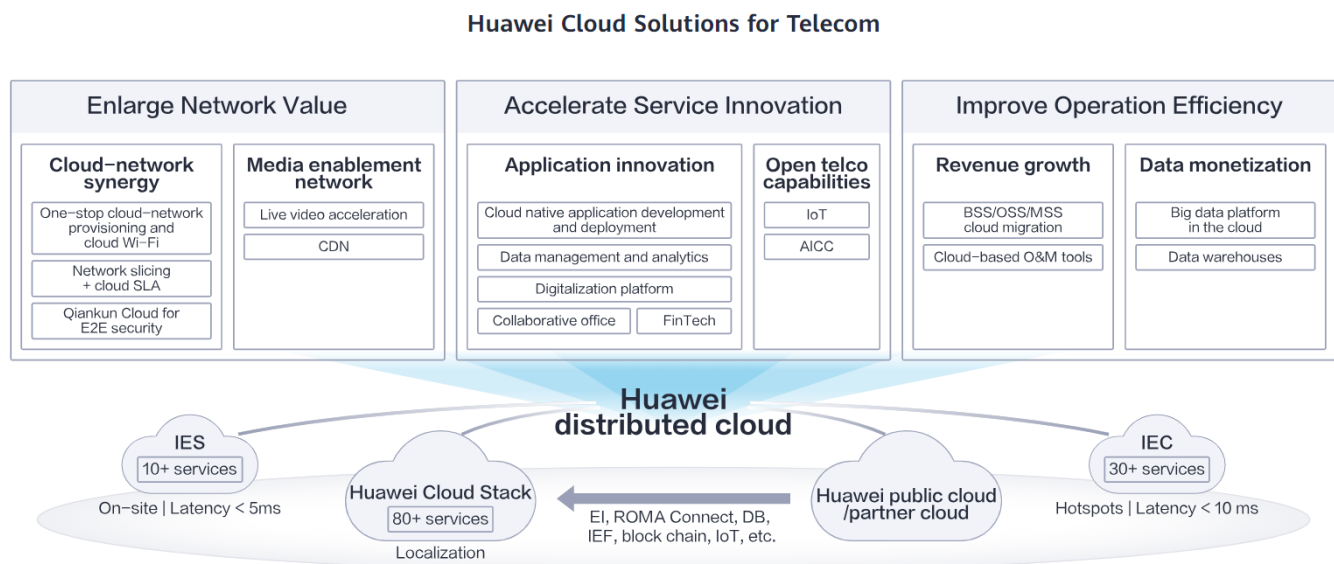 Huawei Cloud Solutions for Telecom
Enlarge Network Value
Cloud-network
synergy
One-stop cloud-network
provisioning and
cloud Wi-Fi
Network slicing
+ cloud SLA
Qiankun Cloud for
E2E security
Media enablement
network
Live video acceleration
CDN
Accelerate Service Innovation
Application innovation
Cloud native application development
and deployment
Data management and analytics
Digitalization platform
Collaborative office
FinTech
Open telco
capabilities
IoT
AICC
Improve Operation Efficiency
Revenue growth
BSS/OSS/MSS
cloud migration
Cloud-based O&M tools
Data monetization
Big data platform
in the cloud
Data warehouses
Huawei
distributed cloud
IES
10+ services
On-site | Latency < 5ms
Huawei Cloud Stack
80+ services
Localization
EI, ROMA Connect, DB,
IEF, block chain, IoT, etc.
Huawei public cloud
/partner cloud
IEC
30+ services
Hotspots | Latency < 10 ms